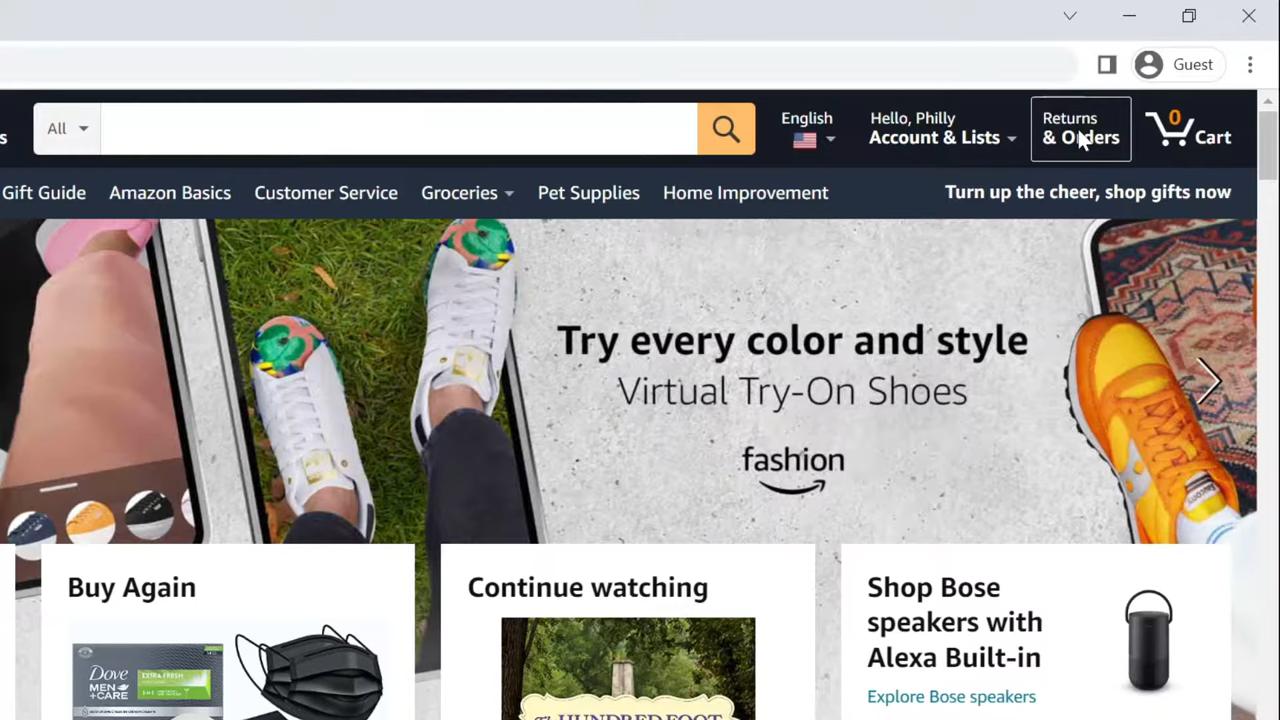 Guest
s
All
English
Hello, Philly
Account & Lists
Returns
& Orders
0
Cart
Gift Guide
Amazon Basics
Customer Service
Groceries
Pet Supplies
Home Improvement
Turn up the cheer, shop gifts now
Try every color and style
Virtual Try-On Shoes
fashion
Buy Again
Dove
MEN
+CARE
EXTRA FRESH
Continue watching
HUNDRED-FOOT
Shop Bose
speakers with
Alexa Built-in
Explore Bose speakers